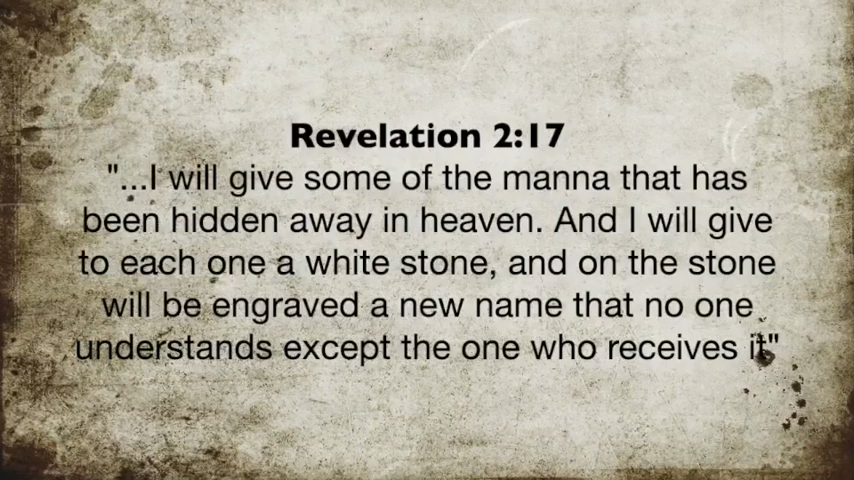 Revelation 2:17
"...I will give some of the manna that has
been hidden away in heaven. And I will give
to each one a white stone, and on the stone
will be engraved a new name that no one
understands except the one who receives it"